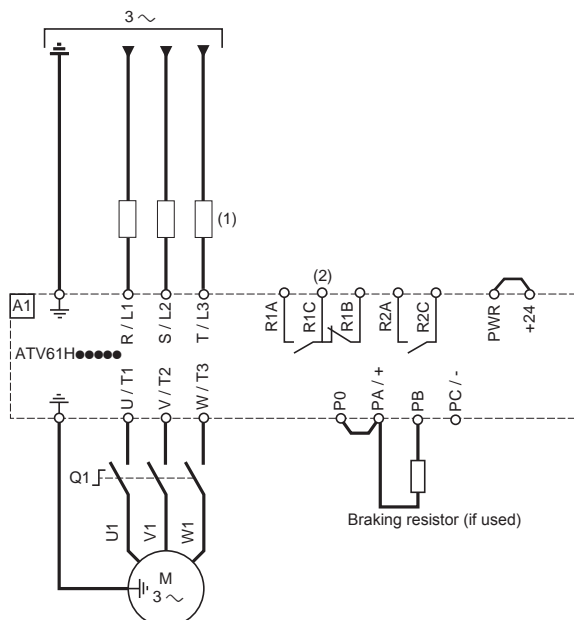 3 ~
(1)
(2)
A1
R / L1
S / L2
T / L3
R1A
R1C
R1B
R2A
R2C
PWR
+24
ATV61H●●●●●
U / T1
V / T2
W / T3
P0
PA / +
PB
PC / -
Q1
U1
V1
W1
Braking resistor (if used)
M
3 ~